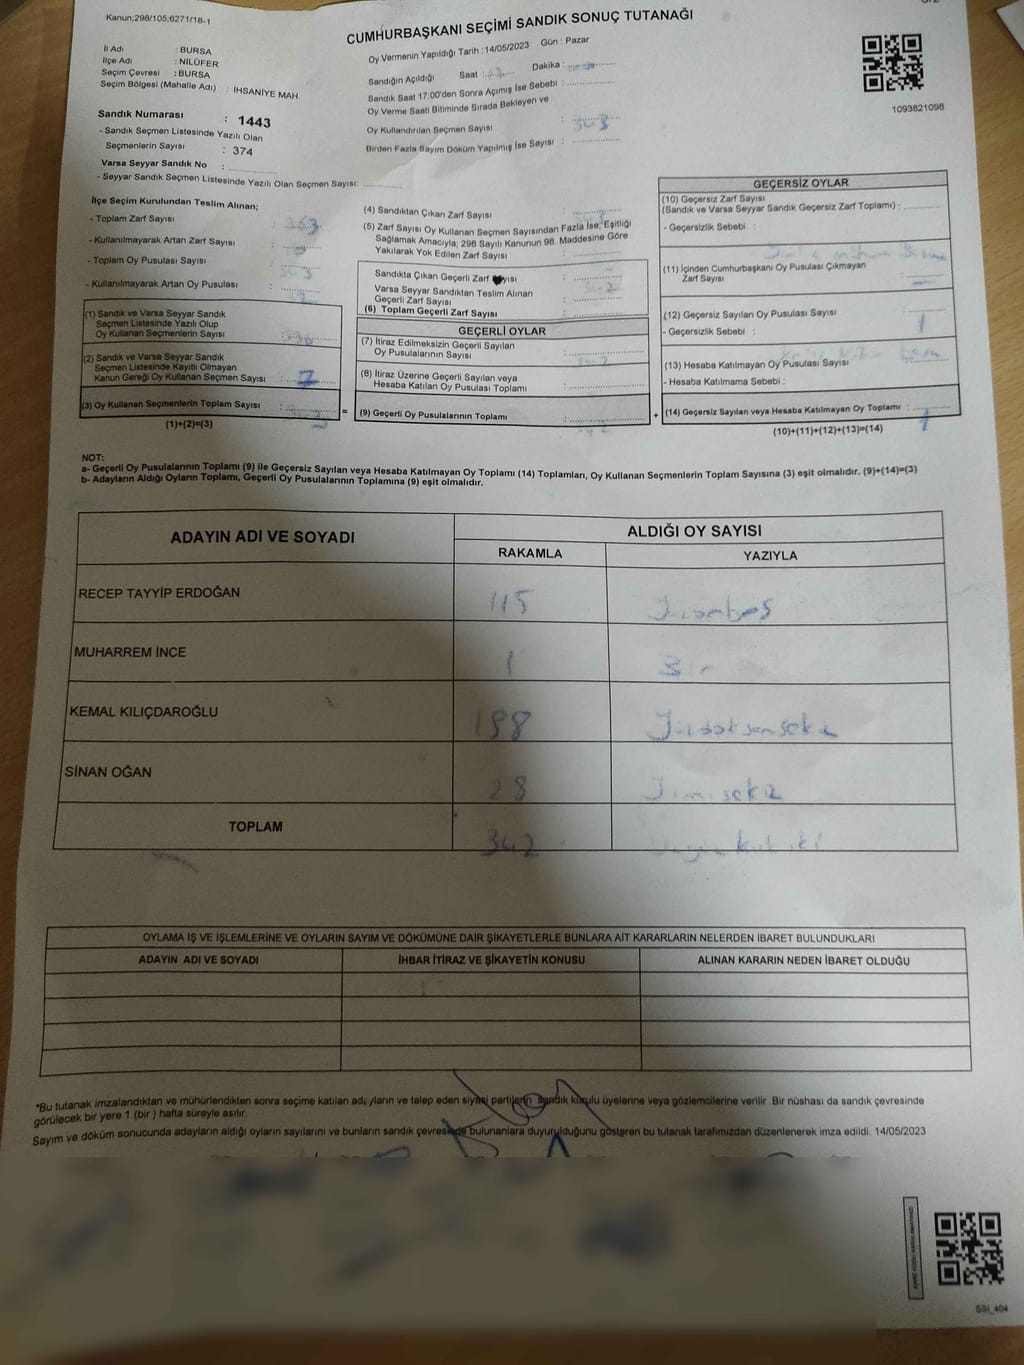 Kanun;298/105;6271/18-1
CUMHURBAŞKANI SEÇİMİ SANDIK SONUÇ TUTANAĞI
İl Adı : BURSA
İlçe Adı : NİLÜFER
Seçim Çevresi : BURSA
Seçim Bölgesi (Mahalle Adı) : İHSANİYE MAH.
Sandık Numarası : 1443
- Sandık Seçmen Listesinde Yazılı Olan
Seçmenlerin Sayısı : 374
Varsa Seyyar Sandık No :
- Seyyar Sandık Seçmen Listesinde Yazılı Olan Seçmen Sayısı:
Oy Vermenin Yapıldığı Tarih : 14/05/2023 Gün : Pazar
Sandığın Açıldığı Saat : Dakika :
Sandık Saat 17:00'den Sonra Açımış İse Sebebi :
Oy Verme Saati Bitiminde Sırada Bekleyen ve
Oy Kullandırılan Seçmen Sayısı : 343
Birden Fazla Sayım Döküm Yapılmış İse Sayısı :
1093821098
İlçe Seçim Kurulundan Teslim Alınan;
- Toplam Zarf Sayısı : 363
- Kullanılmayarak Artan Zarf Sayısı :
- Toplam Oy Pusulası Sayısı :
- Kullanılmayarak Artan Oy Pusulası :
(1) Sandık ve Varsa Seyyar Sandık
Seçmen Listesinde Yazılı Olup
Oy Kullanan Seçmenlerin Sayısı :
(2) Sandık ve Varsa Seyyar Sandık
Seçmen Listesinde Kayıtlı Olmayan
Kanun Gereği Oy Kullanan Seçmen Sayısı : 7
(3) Oy Kullanan Seçmenlerin Toplam Sayısı :
(1)+(2)=(3)
=
(4) Sandıktan Çıkan Zarf Sayısı :
(5) Zarf Sayısı Oy Kullanan Seçmen Sayısından Fazla İse, Eşitliği
Sağlamak Amacıyla; 298 Sayılı Kanunun 98. Maddesine Göre
Yakılarak Yok Edilen Zarf Sayısı :
Sandıkta Çıkan Geçerli Zarf :
Varsa Seyyar Sandıktan Teslim Alınan
Geçerli Zarf Sayısı :
(6) Toplam Geçerli Zarf Sayısı :
GEÇERLİ OYLAR
(7) İtiraz Edilmeksizin Geçerli Sayılan
Oy Pusulalarının Sayısı :
(8) İtiraz Üzerine Geçerli Sayılan veya
Hesaba Katılan Oy Pusulası Toplamı :
(9) Geçerli Oy Pusulalarının Toplamı :
+
GEÇERSİZ OYLAR
(10) Geçersiz Zarf Sayısı
(Sandık ve Varsa Seyyar Sandık Geçersiz Zarf Toplamı) :
- Geçersizlik Sebebi :
(11) İçinden Cumhurbaşkanı Oy Pusulası Çıkmayan
Zarf Sayısı :
(12) Geçersiz Sayılan Oy Pusulası Sayısı : 1
- Geçersizlik Sebebi :
(13) Hesaba Katılmayan Oy Pusulası Sayısı :
- Hesaba Katılmama Sebebi :
(14) Geçersiz Sayılan veya Hesaba Katılmayan Oy Toplamı : 1
(10)+(11)+(12)+(13)=(14)
NOT:
a- Geçerli Oy Pusulalarının Toplamı (9) ile Geçersiz Sayılan veya Hesaba Katılmayan Oy Toplamı (14) Toplamları, Oy Kullanan Seçmenlerin Toplam Sayısına (3) eşit olmalıdır. (9)+(14)=(3)
b- Adayların Aldığı Oyların Toplamı, Geçerli Oy Pusulalarının Toplamına (9) eşit olmalıdır.
ADAYIN ADI VE SOYADI
ALDIĞI OY SAYISI
RAKAMLA YAZIYLA
RECEP TAYYİP ERDOĞAN
MUHARREM İNCE 1 Bir
KEMAL KILIÇDAROĞLU
SİNAN OĞAN 28
TOPLAM 342
OYLAMA İŞ VE İŞLEMLERİNE VE OYLARIN SAYIM VE DÖKÜMÜNE DAİR ŞİKAYETLERLE BUNLARA AİT KARARLARIN NELERDEN İBARET BULUNDUKLARI
ADAYIN ADI VE SOYADI İHBAR İTİRAZ VE ŞİKAYETİN KONUSU ALINAN KARARIN NEDEN İBARET OLDUĞU
*Bu tutanak imzalandıktan ve mühürlendikten sonra seçime katılan adayların ve talep eden siyasi partilerin sandık kurulu üyelerine veya gözlemcilerine verilir. Bir nüshası da sandık çevresinde
görülecek bir yere 1 (bir) hafta süreyle asılır.
Sayım ve döküm sonucunda adayların aldığı oyların sayılarını ve bunların sandık çevresinde bulunanlara duyurulduğunu gösteren bu tutanak tarafımızdan düzenlenerek imza edildi. 14/05/2023
SSI_404